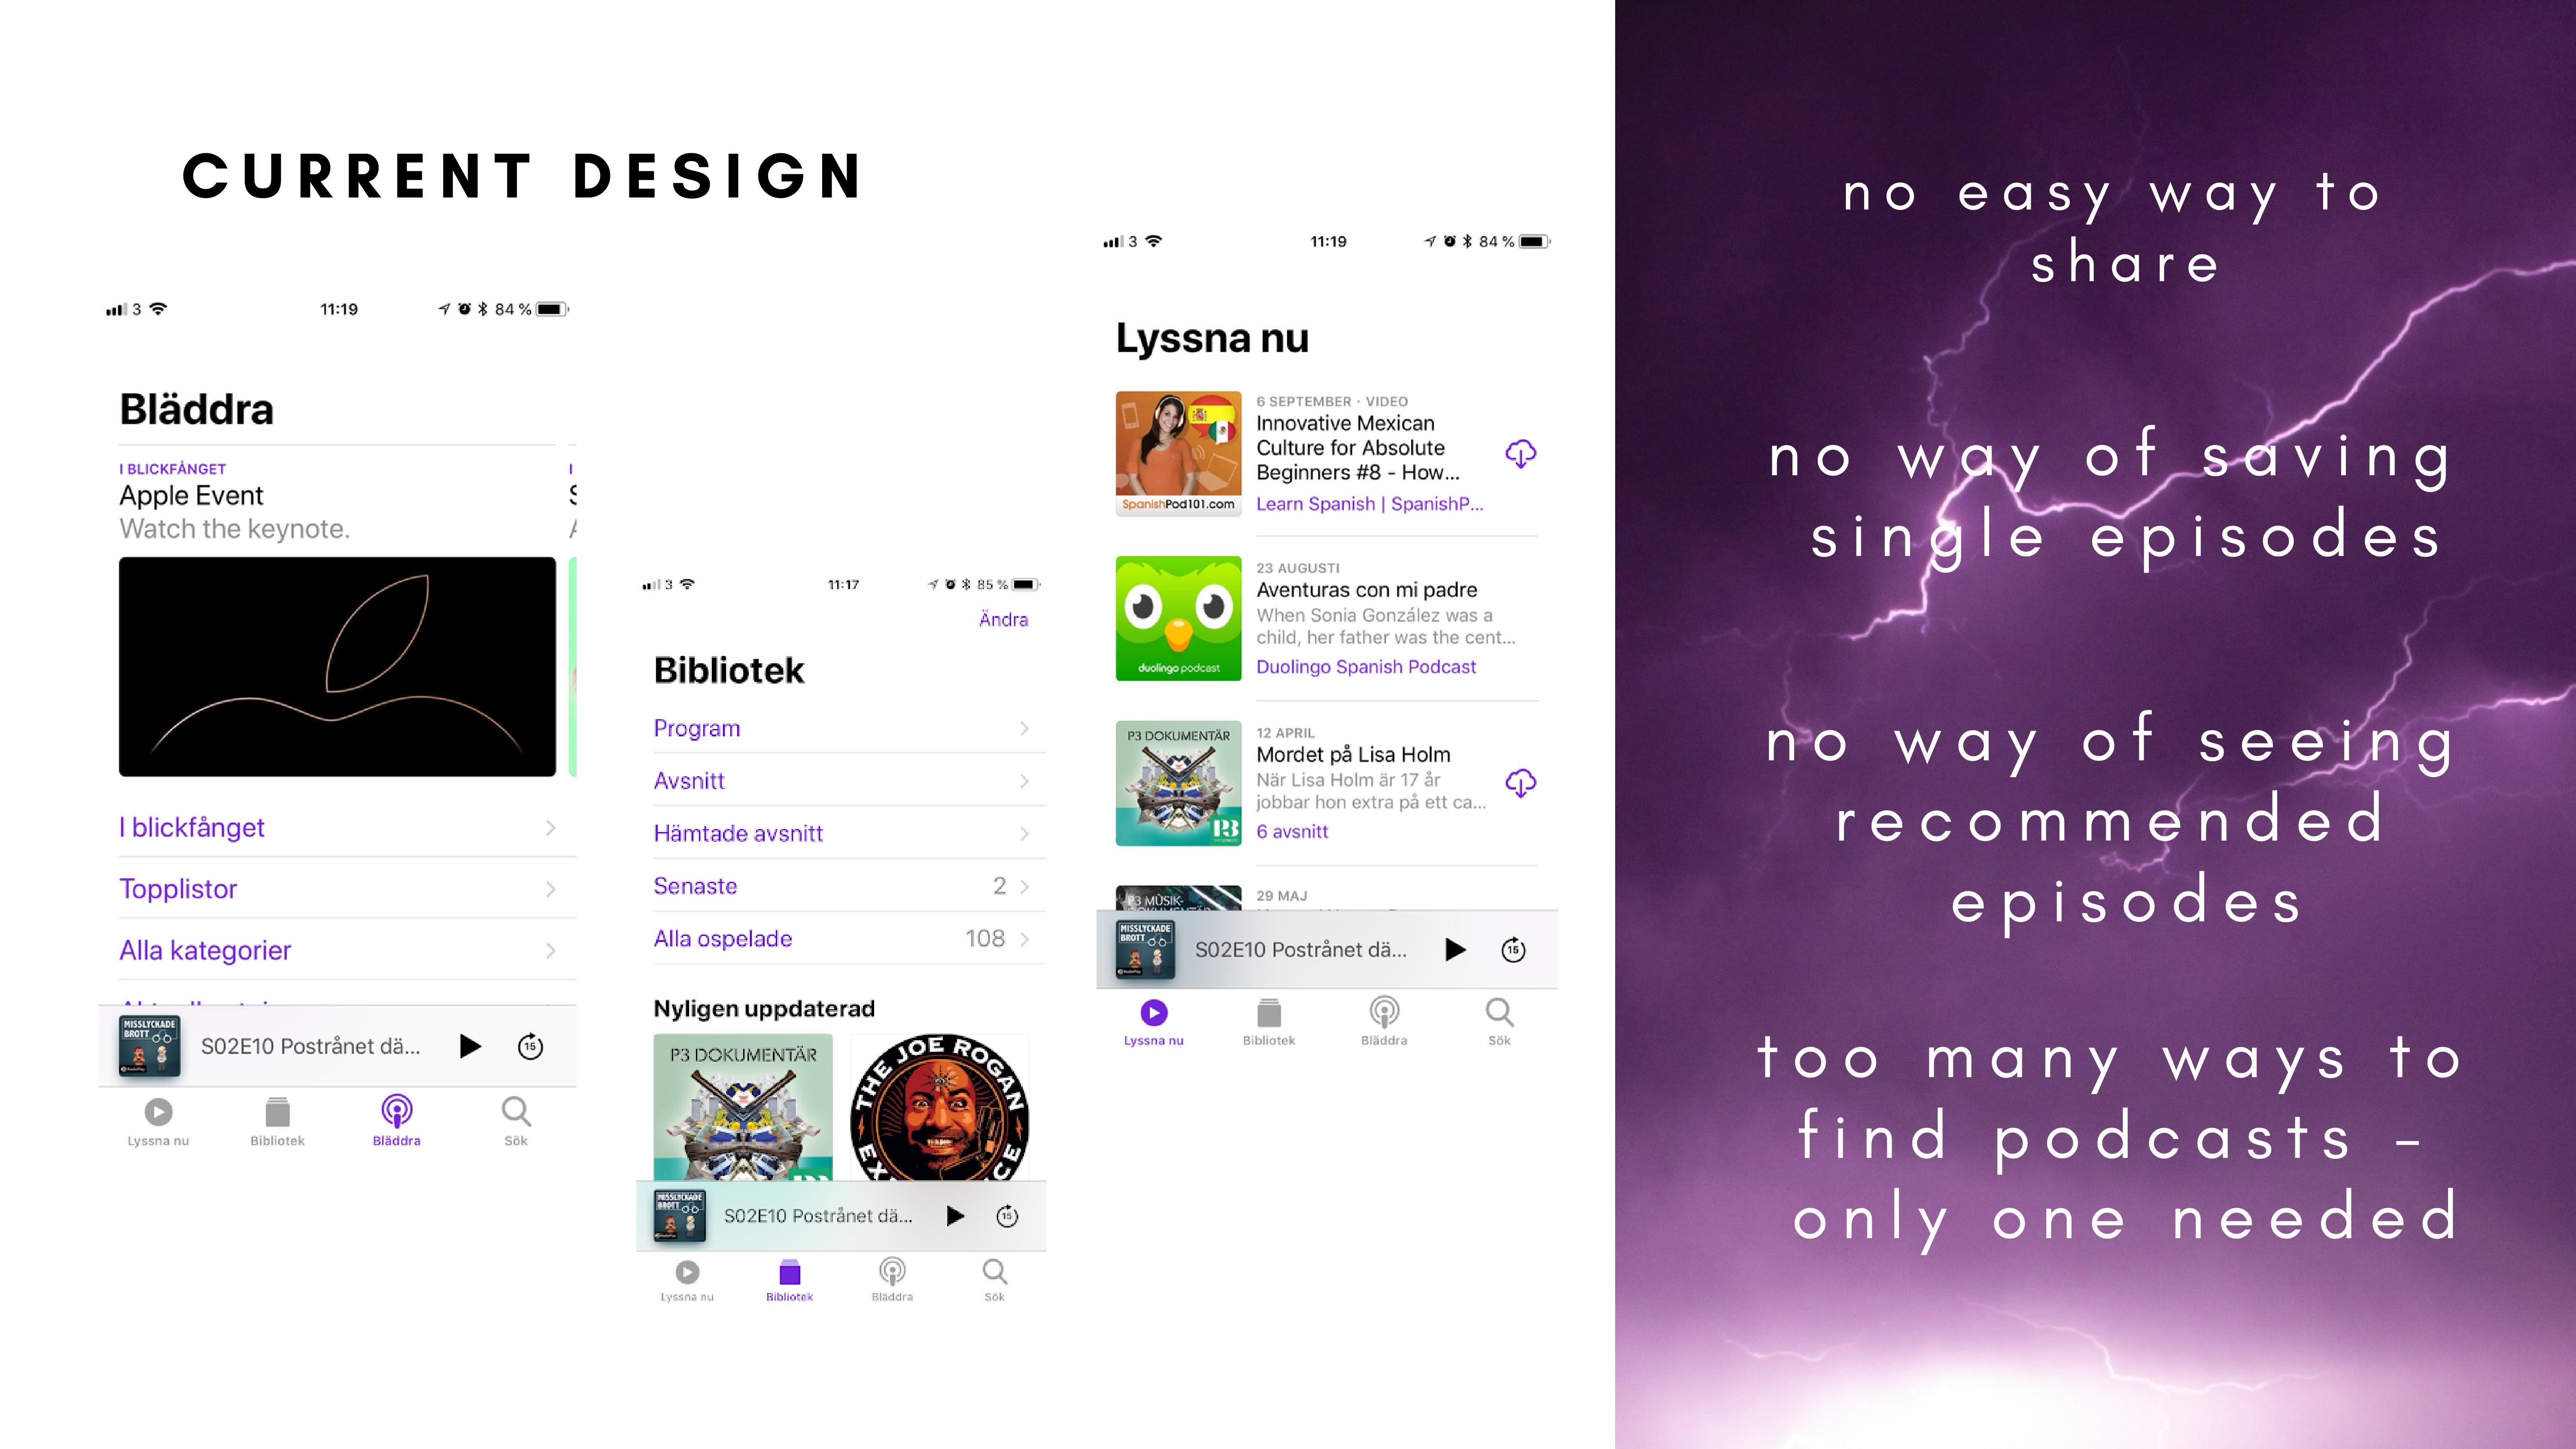 CURRENT DESIGN
3 11:19 84 %
Bläddra
I BLICKFÅNGET
I
Apple Event
Watch the keynote.
I blickfånget
Topplistor
Alla kategorier
MISSLYCKADE
BROTT
S02E10 Postrånet dä...
15
Lyssna nu
Bibliotek
Bläddra
Sök
3 11:17 85 %
Ändra
Bibliotek
Program
Avsnitt
Hämtade avsnitt
Senaste 2
Alla ospelade 108
Nyligen uppdaterad
P3 DOKUMENTÄR
THE JOE ROGAN
MISSLYCKADE
BROTT
S02E10 Postrånet dä...
15
Lyssna nu
Bibliotek
Bläddra
Sök
3 11:19 84 %
Lyssna nu
SpanishPod101.com
6 SEPTEMBER · VIDEO
Innovative Mexican
Culture for Absolute
Beginners #8 - How...
Learn Spanish | SpanishP...
duolingo podcast
23 AUGUSTI
Aventuras con mi padre
When Sonia González was a
child, her father was the cent...
Duolingo Spanish Podcast
P3 DOKUMENTÄR
P3
12 APRIL
Mordet på Lisa Holm
När Lisa Holm är 17 år
jobbar hon extra på ett ca...
6 avsnitt
P3 MUSIK-
29 MAJ
MISSLYCKADE
BROTT
S02E10 Postrånet dä...
15
Lyssna nu
Bibliotek
Bläddra
Sök
no easy way to
share
no way of saving
single episodes
no way of seeing
recommended
episodes
too many ways to
find podcasts -
only one needed